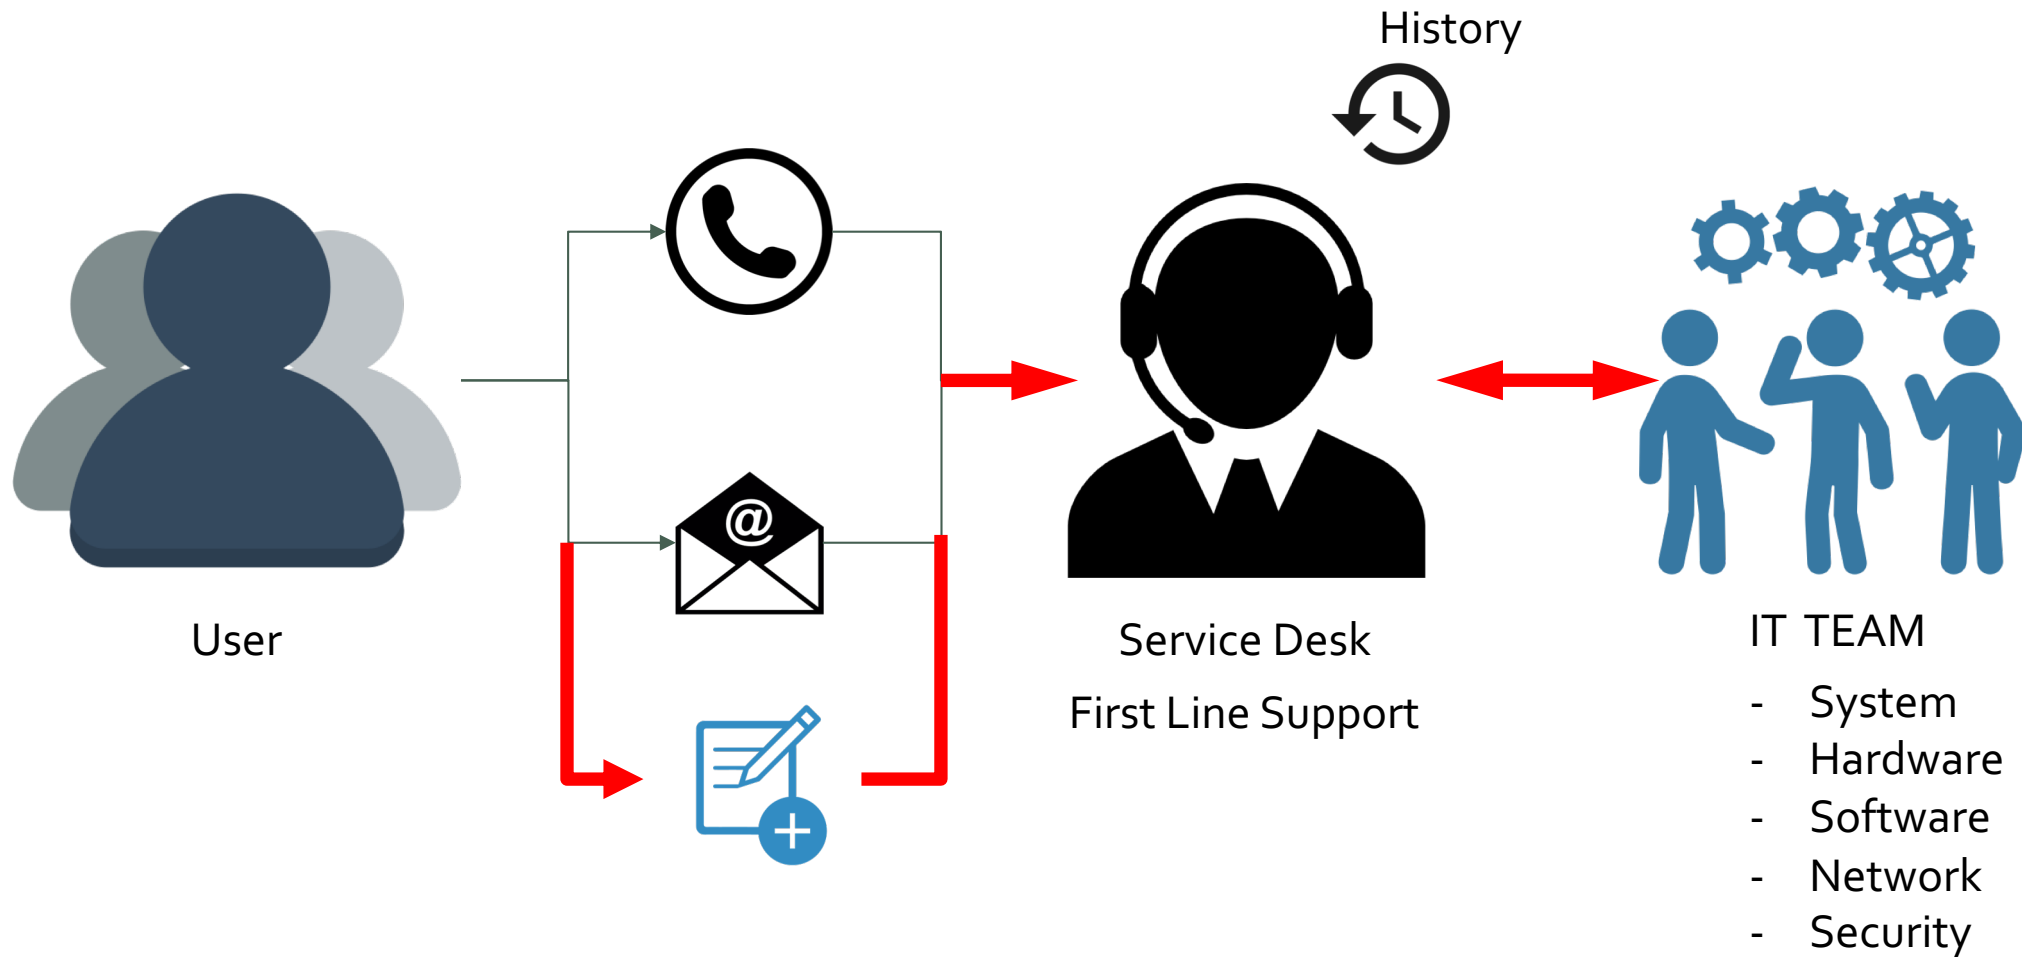 History
@
User
Service Desk
First Line Support
IT TEAM
- System
- Hardware
- Software
- Network
- Security